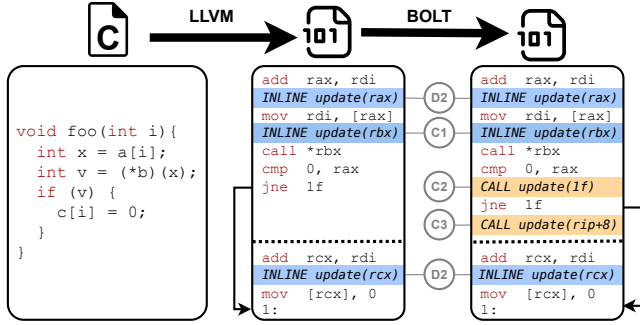 LLVM
BOLT
C
101
101
void foo(int i){
int x = a[i];
int v = (*b)(x);
if (v) {
c[i] = 0;
}
}
add rax, rdi
INLINE update(rax)
mov rdi, [rax]
INLINE update(rbx)
call *rbx
cmp 0, rax
jne 1f
add rcx, rdi
INLINE update(rcx)
mov [rcx], 0
1:
D2
C1
C2
C3
D2
add rax, rdi
INLINE update(rax)
mov rdi, [rax]
INLINE update(rbx)
call *rbx
cmp 0, rax
CALL update(1f)
jne 1f
CALL update(rip+8)
add rcx, rdi
INLINE update(rcx)
mov [rcx], 0
1: